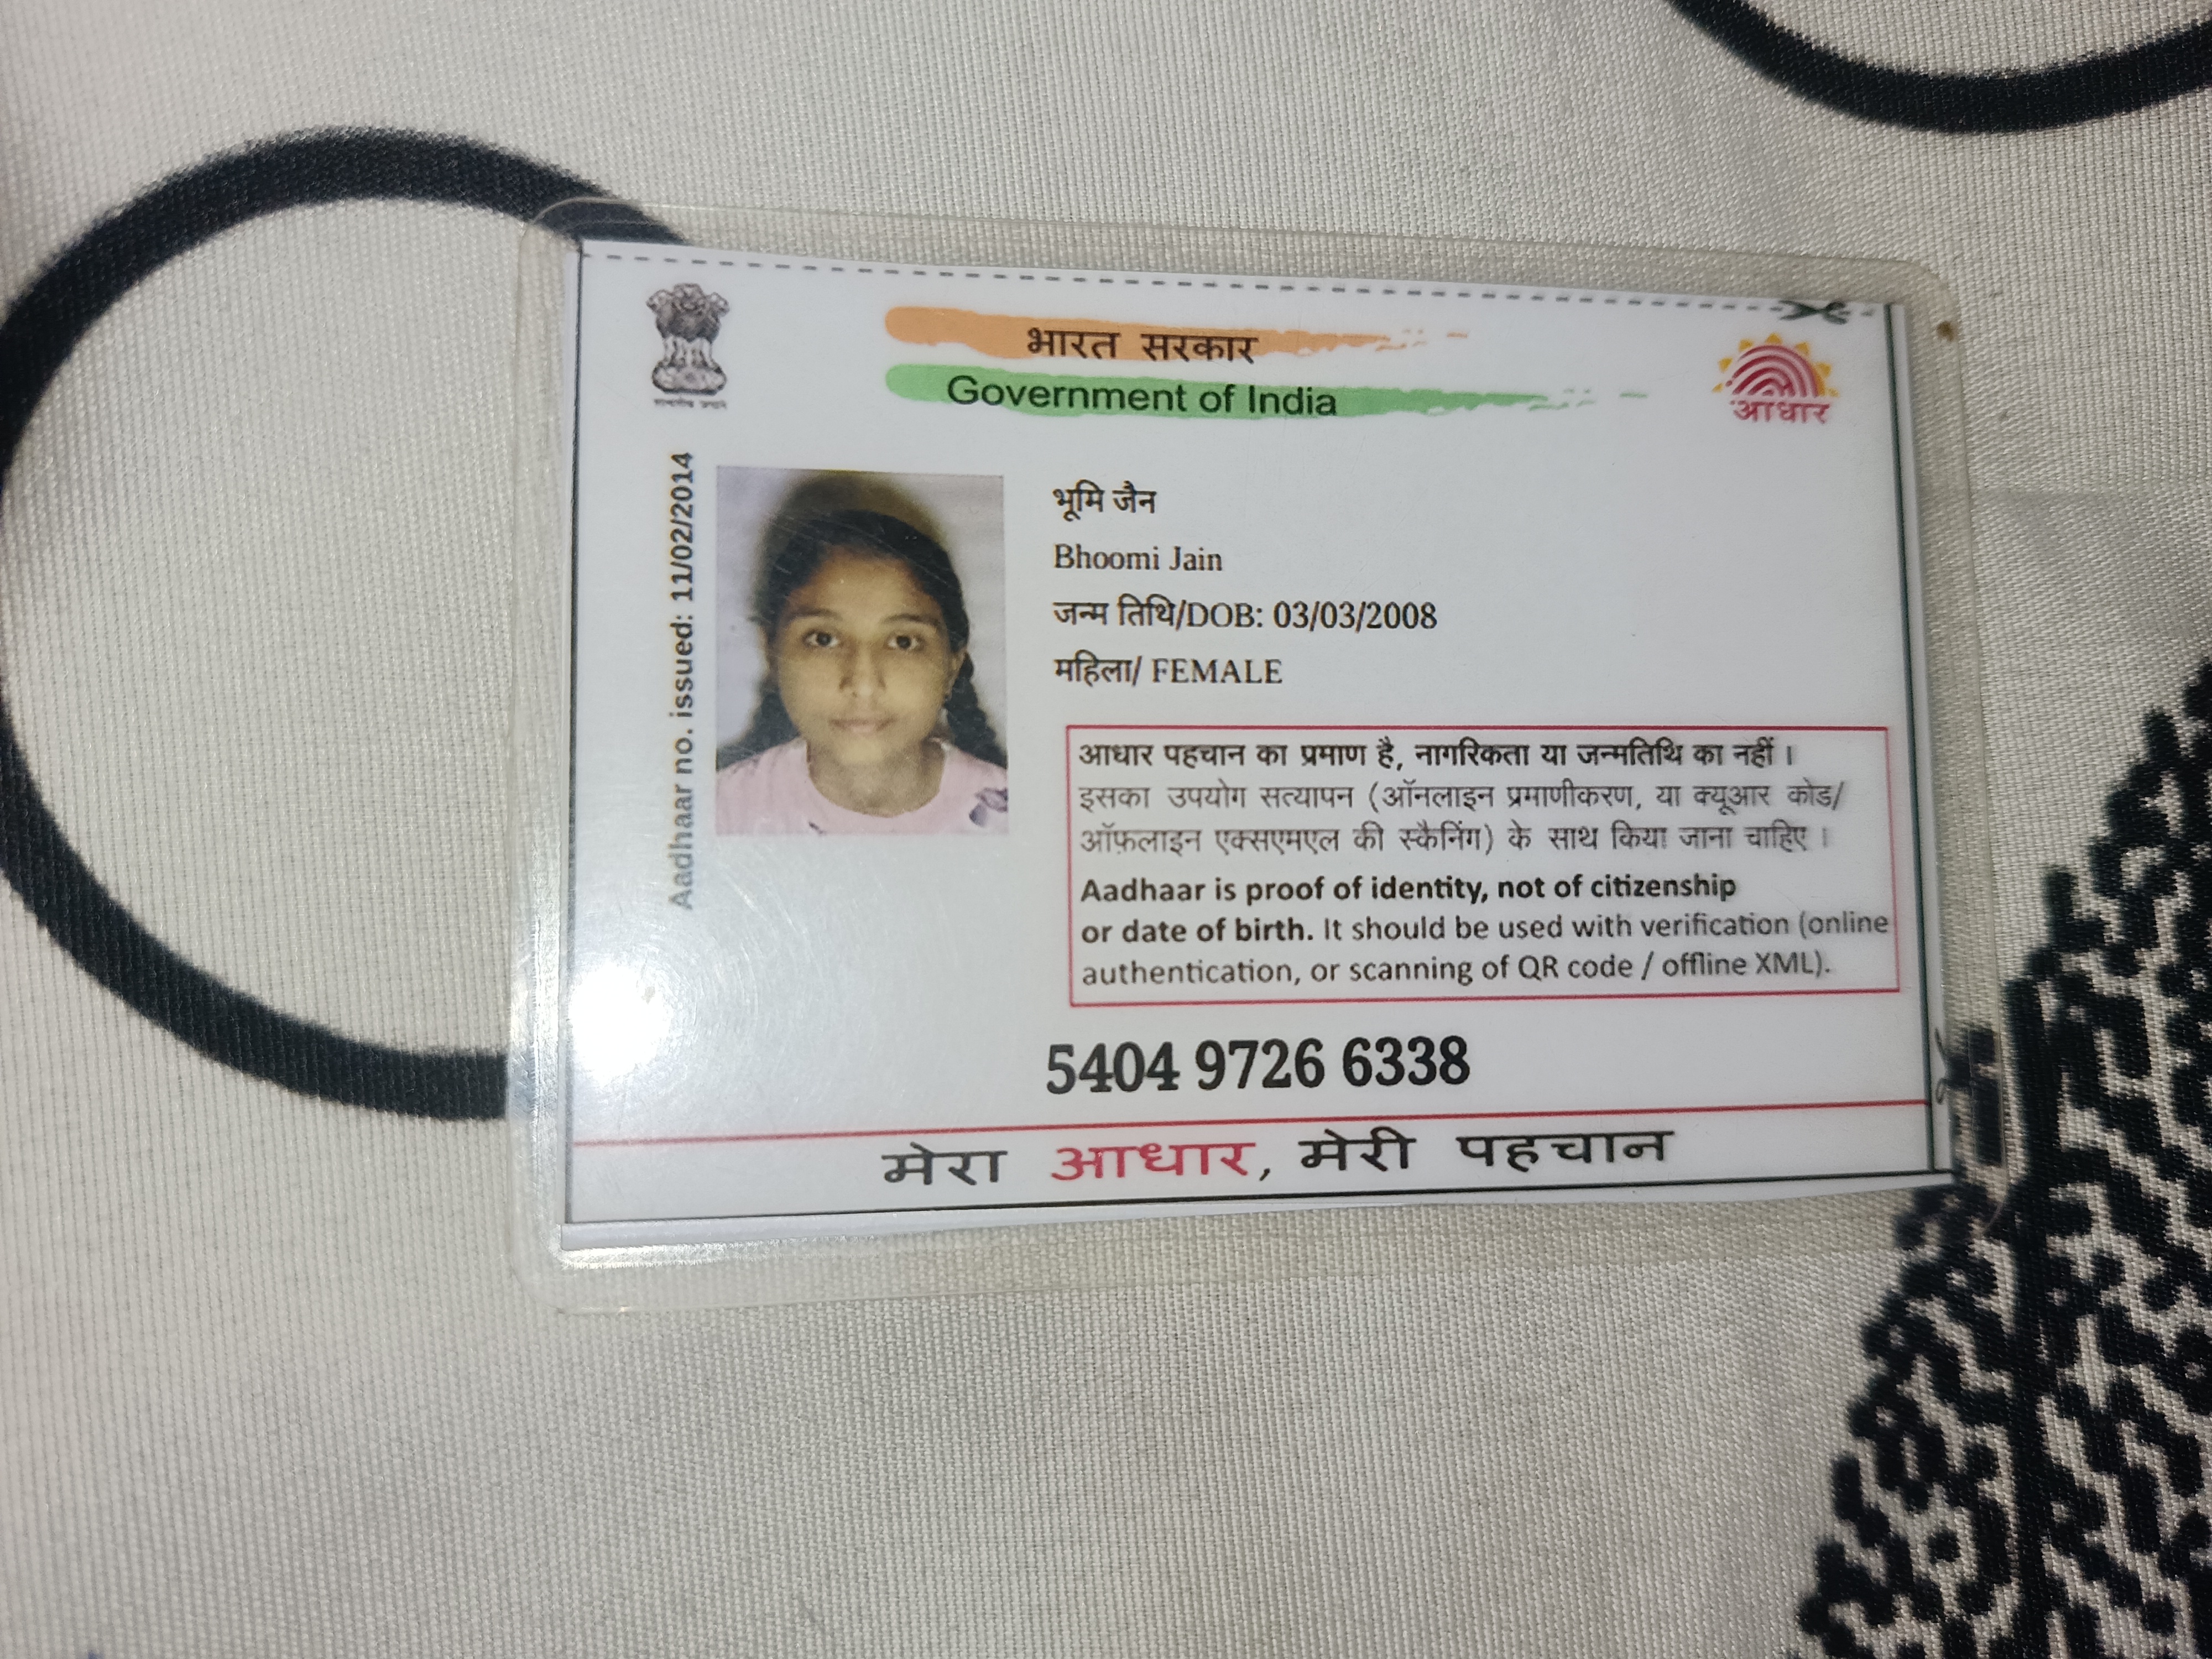 भारत सरकार
Government of India
आधार
Aadhaar no. issued: 11/02/2014
भूमि जैन
Bhoomi Jain
जन्म तिथि/DOB: 03/03/2008
महिला/ FEMALE
आधार पहचान का प्रमाण है, नागरिकता या जन्मतिथि का नहीं ।
इसका उपयोग सत्यापन (ऑनलाइन प्रमाणीकरण, या क्यूआर कोड/
ऑफ़लाइन एक्सएमएल की स्कैनिंग) के साथ किया जाना चाहिए ।
Aadhaar is proof of identity, not of citizenship
or date of birth. It should be used with verification (online
authentication, or scanning of QR code / offline XML).
5404 9726 6338
मेरा आधार, मेरी पहचान